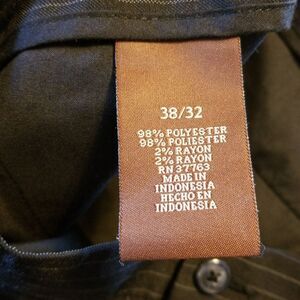 38/32
98% POLYESTER
98% POLIESTER
2% RAYON
2% RAYON
RN 37763
MADE IN
INDONESIA
HECHO EN
INDONESIA